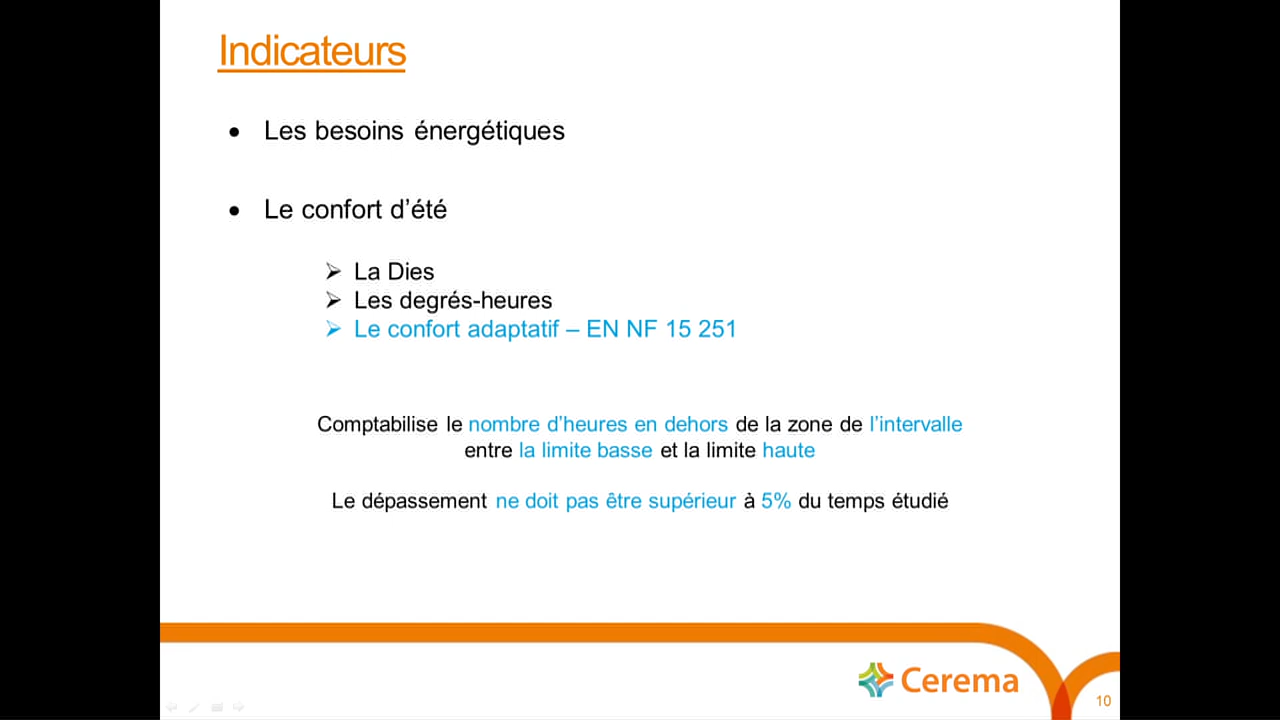 Indicateurs
• Les besoins énergétiques
• Le confort d’été
➢ La Dies
➢ Les degrés-heures
➢ Le confort adaptatif – EN NF 15 251
Comptabilise le nombre d’heures en dehors de la zone de l’intervalle
entre la limite basse et la limite haute
Le dépassement ne doit pas être supérieur à 5% du temps étudié
Cerema
10